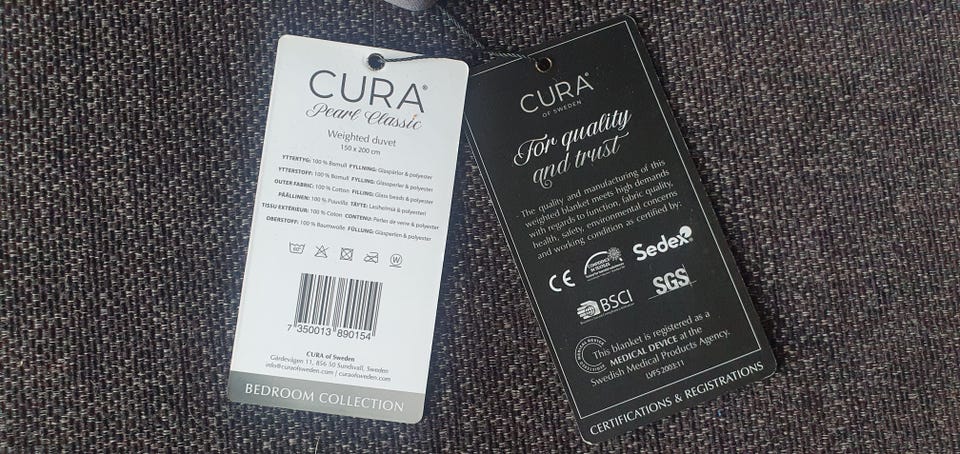 CURA®
Pearl Classic
Weighted duvet
150 x 200 cm
YTTERTYG: 100 % Bomull FYLLNING: Glaspärlor & polyester
YTTERSTOFF: 100 % Bomull FYLLING: Glasperler & polyester
OUTER FABRIC: 100 % Cotton FILLING: Glass beads & polyester
PÄÄLLINEN: 100 % Puuvilla TÄYTE: Lasihelmiä & polyesteri
TISSU EXTÉRIEUR: 100 % Coton CONTENU: Perles de verre & polyester
OBERSTOFF: 100 % Baumwolle FÜLLUNG: Glasperlen & polyester
W
7 350013 890154
CURA of Sweden
Gärdevägen 11, 856 50 Sundsvall, Sweden
info@curaofsweden.com | curaofsweden.com
BEDROOM COLLECTION
CURA®
OF SWEDEN
For quality
and trust
The quality and manufacturing of this
weighted blanket meets high demands
with regards to function, fabric quality,
health, safety, environmental concerns
and working condition as certified by:
CE
Sedex®
BSCI
SGS
This blanket is registered as a
MEDICAL DEVICE at the
Swedish Medical Products Agency.
LVFS 2003:11
CERTIFICATIONS & REGISTRATIONS